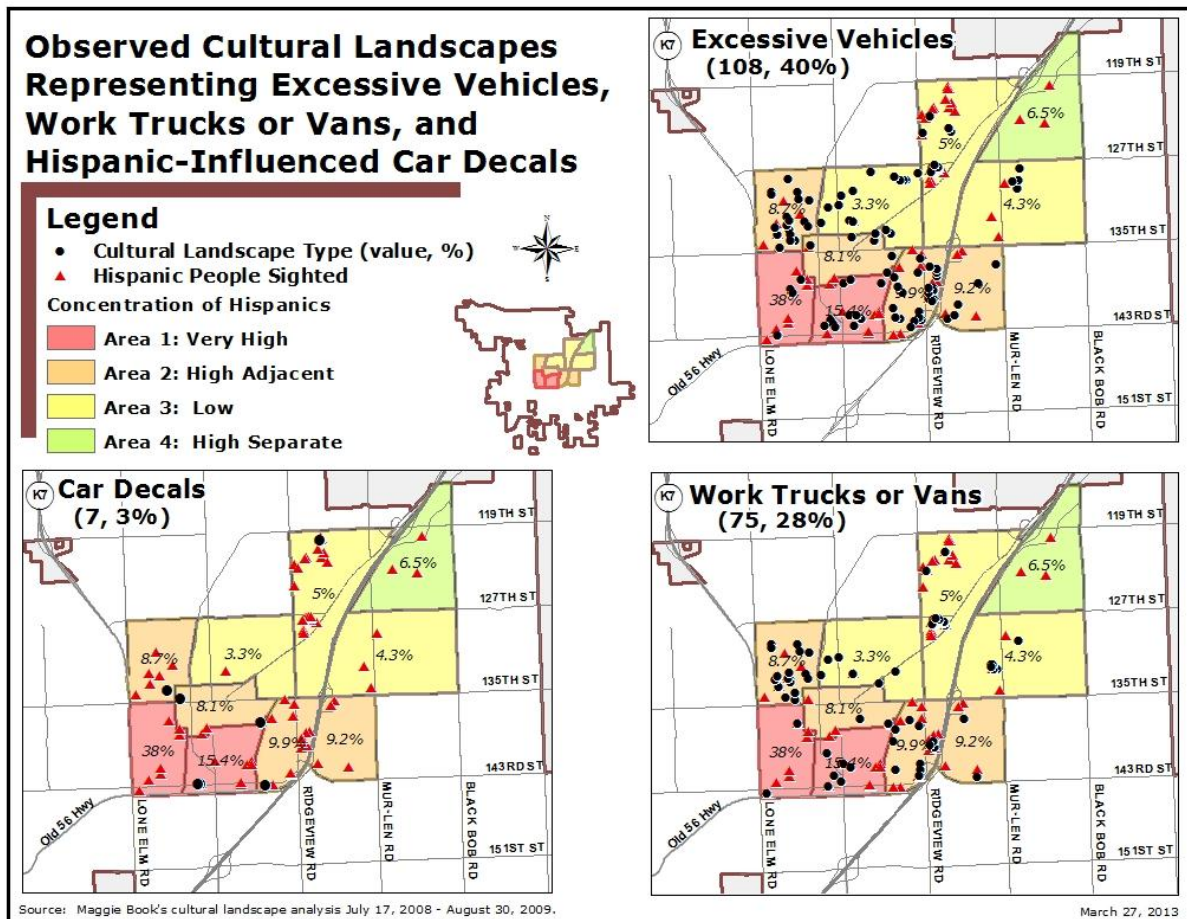 Observed Cultural Landscapes
Representing Excessive Vehicles,
Work Trucks or Vans, and
Hispanic-Influenced Car Decals
Legend
Cultural Landscape Type (value, %)
Hispanic People Sighted
Concentration of Hispanics
Area 1: Very High
Area 2: High Adjacent
Area 3: Low
Area 4: High Separate
N
W E
S
K7
Excessive Vehicles
(108, 40%)
119TH ST
6.5%
5%
127TH ST
8.7%
3.3%
4.3%
135TH ST
8.1%
38%
15.4%
9.9%
9.2%
143RD ST
Old 56 Hwy
LONE ELM RD
RIDGEVIEW RD
MUR-LEN RD
BLACK BOB RD
151ST ST
K7
Car Decals
(7, 3%)
119TH ST
6.5%
5%
127TH ST
8.7%
3.3%
4.3%
135TH ST
8.1%
38%
15.4%
9.9%
9.2%
143RD ST
Old 56 Hwy
LONE ELM RD
RIDGEVIEW RD
MUR-LEN RD
BLACK BOB RD
151ST ST
K7
Work Trucks or Vans
(75, 28%)
119TH ST
6.5%
5%
127TH ST
8.7%
3.3%
4.3%
135TH ST
8.1%
38%
15.4%
9.9%
9.2%
143RD ST
Old 56 Hwy
LONE ELM RD
RIDGEVIEW RD
MUR-LEN RD
BLACK BOB RD
151ST ST
Source: Maggie Book's cultural landscape analysis July 17, 2008 - August 30, 2009.
March 27, 2013